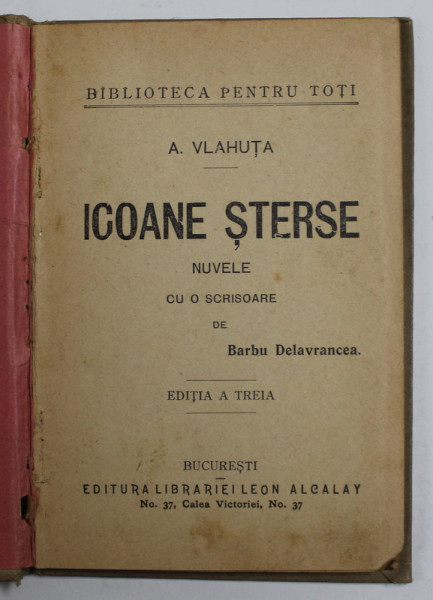 BIBLIOTECA PENTRU TOȚI
A. VLAHUȚA
ICOANE ȘTERSE
NUVELE
CU O SCRISOARE
DE
Barbu Delavrancea.
EDIȚIA A TREIA
BUCUREȘTI
EDITURA LIBRARIEI LEON ALCALAY
No. 37, Calea Victoriei, No. 37